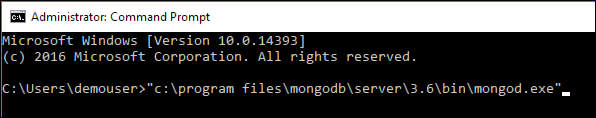 Administrator: Command Prompt
Microsoft Windows [Version 10.0.14393]
(c) 2016 Microsoft Corporation. All rights reserved.
C:\Users\demouser>"c:\program files\mongodb\server\3.6\bin\mongod.exe"